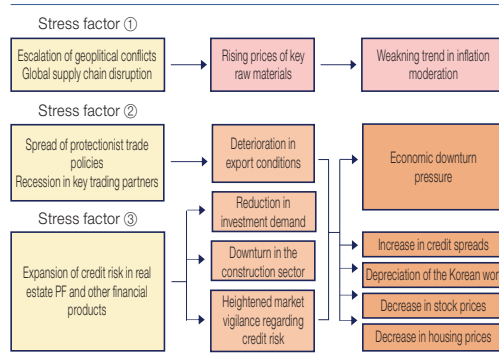 Stress factor ①
Escalation of geopolitical conflicts
Global supply chain disruption
Rising prices of key
raw materials
Weakning trend in inflation
moderation
Stress factor ②
Spread of protectionist trade
policies
Recession in key trading partners
Deterioration in
export conditions
Economic downturn
pressure
Stress factor ③
Expansion of credit risk in real
estate PF and other financial
products
Reduction in
investment demand
Downturn in the
construction sector
Heightened market
vigilance regarding
credit risk
Increase in credit spreads
Depreciation of the Korean won
Decrease in stock prices
Decrease in housing prices